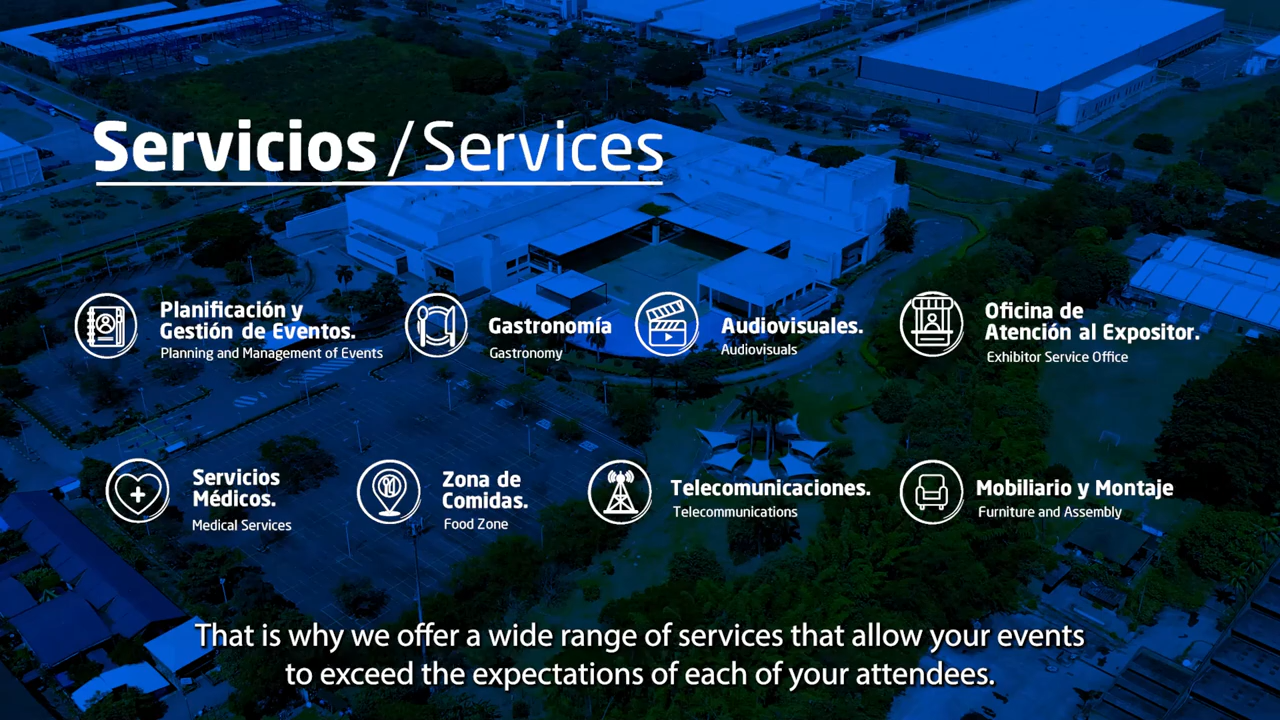 Servicios / Services
Planificación y
Gestión de Eventos.
Planning and Management of Events
Gastronomía
Gastronomy
Audiovisuales.
Audiovisuals
Oficina de
Atención al Expositor.
Exhibitor Service Office
Servicios
Médicos.
Medical Services
Zona de
Comidas.
Food Zone
Telecomunicaciones.
Telecommunications
Mobiliario y Montaje
Furniture and Assembly
That is why we offer a wide range of services that allow your events
to exceed the expectations of each of your attendees.